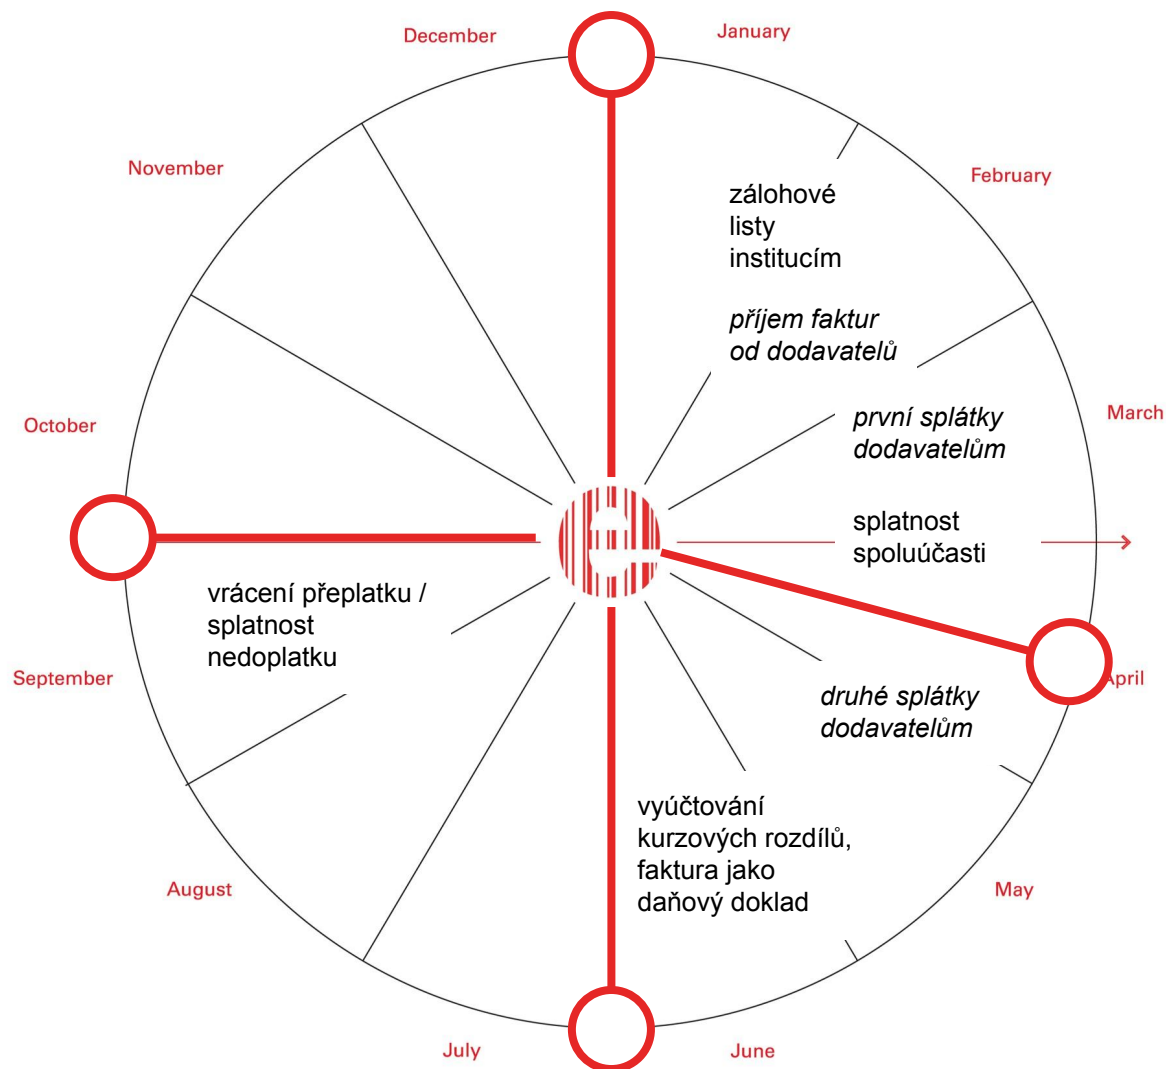 December
January
November
February
zálohové
listy
institucím
příjem faktur
od dodavatelů
October
March
první splátky
dodavatelům
splatnost
spoluúčasti
vrácení přeplatku /
splatnost
nedoplatku
September
April
druhé splátky
dodavatelům
vyúčtování
kurzových rozdílů,
faktura jako
daňový doklad
August
May
July
June